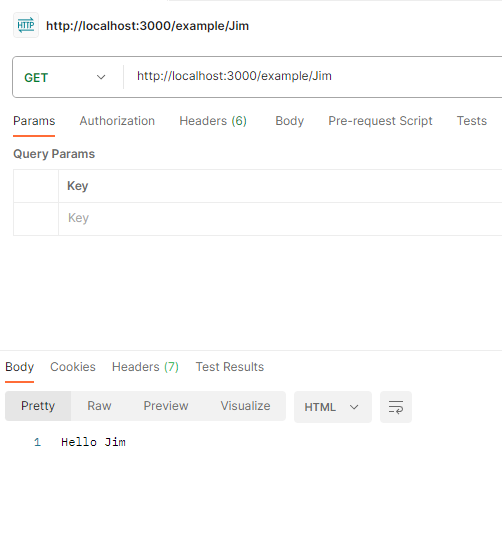 HTTP http://localhost:3000/example/Jim
GET http://localhost:3000/example/Jim
Params Authorization Headers (6) Body Pre-request Script Tests
Query Params
Key
Key
Body Cookies Headers (7) Test Results
Pretty Raw Preview Visualize HTML
1 Hello Jim